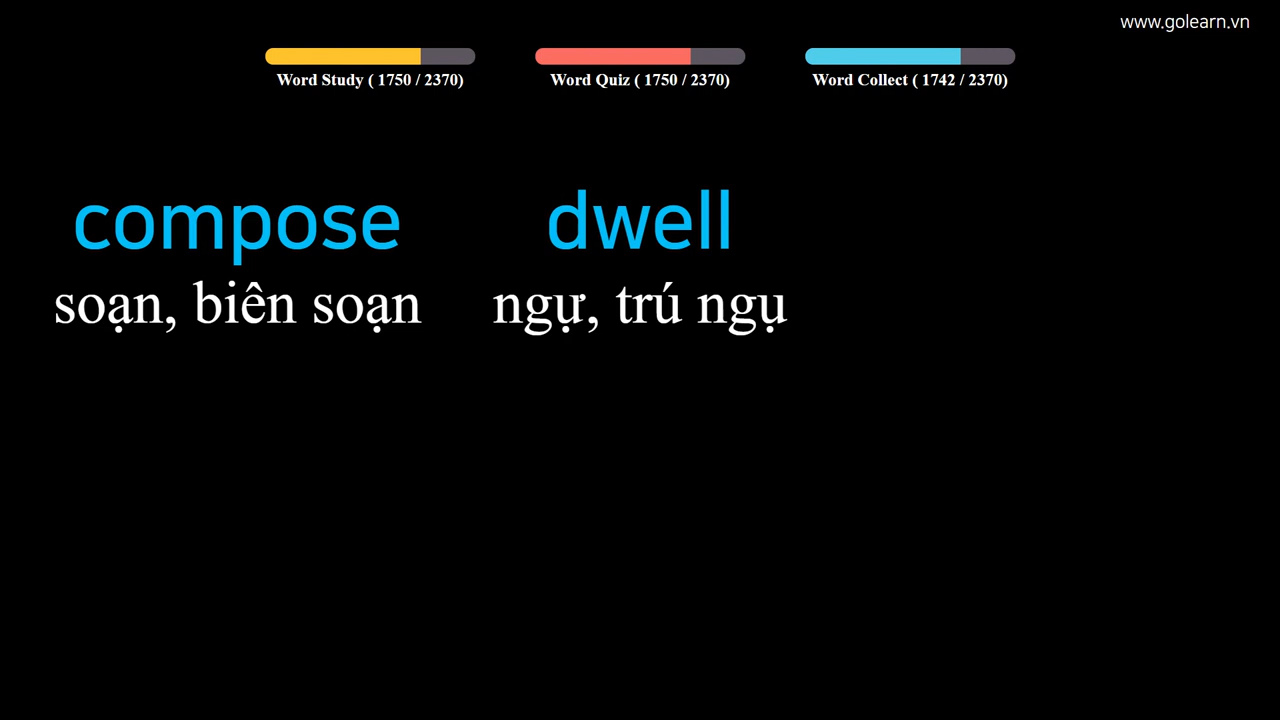 www.golearn.vn
Word Study ( 1750 / 2370)
Word Quiz ( 1750 / 2370)
Word Collect ( 1742 / 2370)
compose
soạn, biên soạn
dwell
ngự, trú ngụ